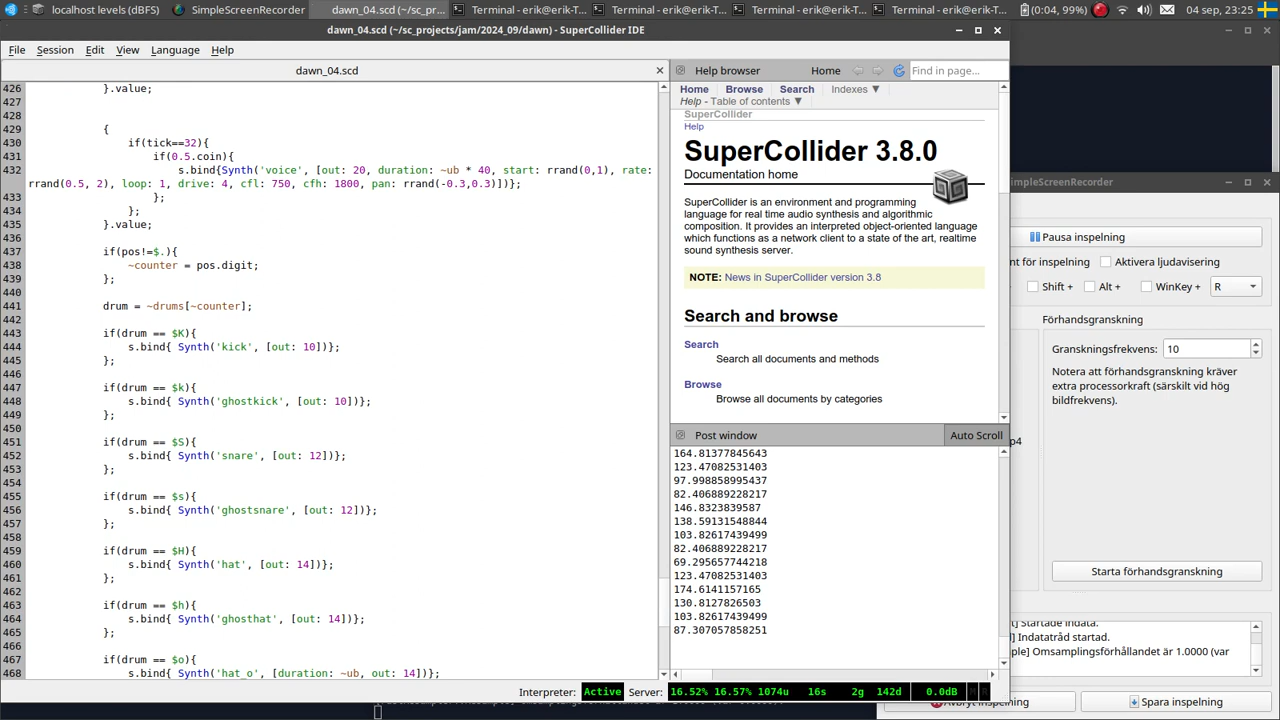 localhost levels (dBFS)
SimpleScreenRecorder
dawn_04.scd (~/sc_pr...
Terminal - erik@erik-T...
Terminal - erik@erik-T...
Terminal - erik@erik-T...
Terminal - erik@erik-T...
(0:04, 99%)
04 sep, 23:25
dawn_04.scd (~/sc_projects/jam/2024_09/dawn) - SuperCollider IDE
File Session Edit View Language Help
dawn_04.scd
426 }.value;
427
428
429 {
430 if(tick==32){
431 if(0.5.coin){
432 s.bind{Synth('voice', [out: 20, duration: ~ub * 40, start: rrand(0,1), rate:
rrand(0.5, 2), loop: 1, drive: 4, cfl: 750, cfh: 1800, pan: rrand(-0.3,0.3)])};
433 };
434 };
435 }.value;
436
437 if(pos!=$.){
438 ~counter = pos.digit;
439 };
440
441 drum = ~drums[~counter];
442
443 if(drum == $K){
444 s.bind{ Synth('kick', [out: 10])};
445 };
446
447 if(drum == $k){
448 s.bind{ Synth('ghostkick', [out: 10])};
449 };
450
451 if(drum == $S){
452 s.bind{ Synth('snare', [out: 12])};
453 };
454
455 if(drum == $s){
456 s.bind{ Synth('ghostsnare', [out: 12])};
457 };
458
459 if(drum == $H){
460 s.bind{ Synth('hat', [out: 14])};
461 };
462
463 if(drum == $h){
464 s.bind{ Synth('ghosthat', [out: 14])};
465 };
466
467 if(drum == $o){
468 s.bind{ Synth('hat_o', [duration: ~ub, out: 14])};
Help browser
Home
Find in page...
Home Browse Search Indexes ▼
Help - Table of contents ▼
SuperCollider
Help
SuperCollider 3.8.0
Documentation home
SuperCollider is an environment and programming
language for real time audio synthesis and algorithmic
composition. It provides an interpreted object-oriented language
which functions as a network client to a state of the art, realtime
sound synthesis server.
NOTE: News in SuperCollider version 3.8
Search and browse
Search
Search all documents and methods
Browse
Browse all documents by categories
Post window
Auto Scroll
164.81377845643
123.47082531403
97.998858995437
82.406889228217
146.8323839587
138.59131548844
103.82617439499
82.406889228217
69.295657744218
123.47082531403
174.6141157165
130.8127826503
103.82617439499
87.307057858251
Interpreter: Active Server: 16.52% 16.57% 1074u 16s 2g 142d 0.0dB M R
impleScreenRecorder
Pausa inspelning
nt för inspelning
Aktivera ljudavisering
Shift + Alt + WinKey + R
Förhandsgranskning
Granskningsfrekvens: 10
Notera att förhandsgranskning kräver
extra processorkraft (särskilt vid hög
bildfrekvens).
p4
Starta förhandsgranskning
t] Startade indata.
] Indatatråd startad.
ple] Omsamplingsförhållandet är 1.0000 (var
Avbryt inspelning
Spara inspelning